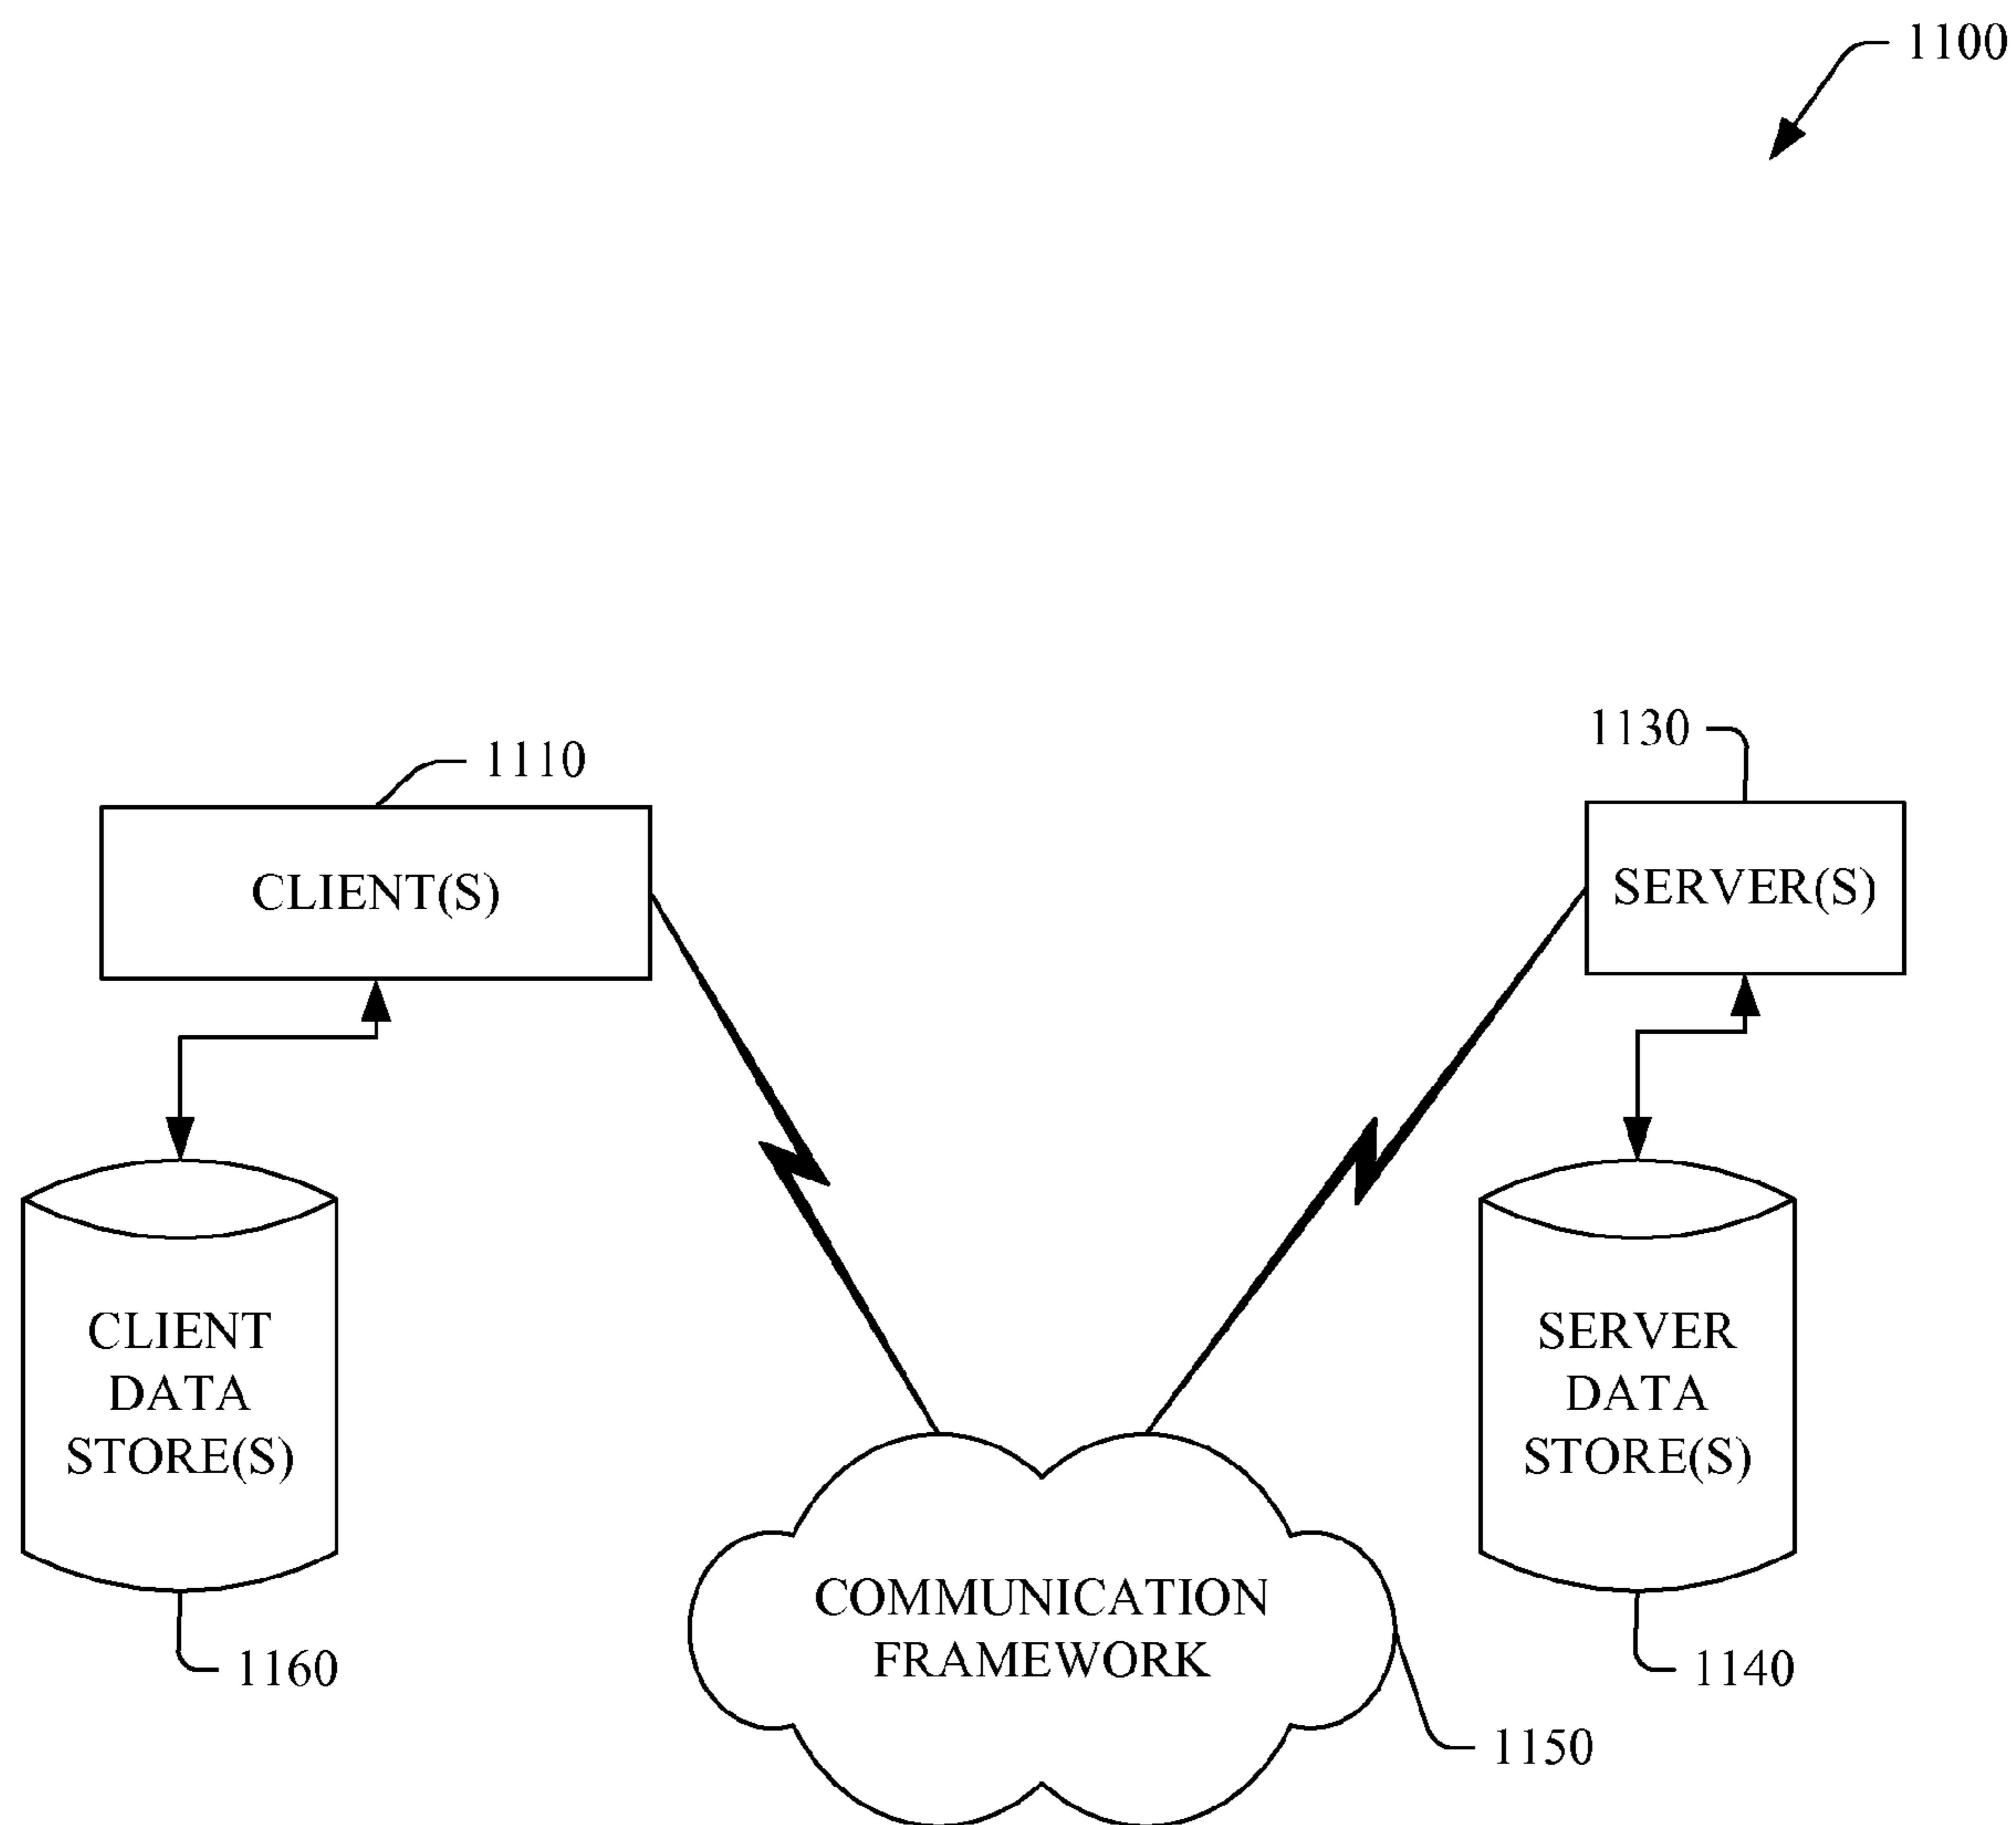 1100
1110
1130
CLIENT(S)
SERVER(S)
CLIENT
DATA
STORE(S)
SERVER
DATA
STORE(S)
COMMUNICATION
FRAMEWORK
1160
1140
1150